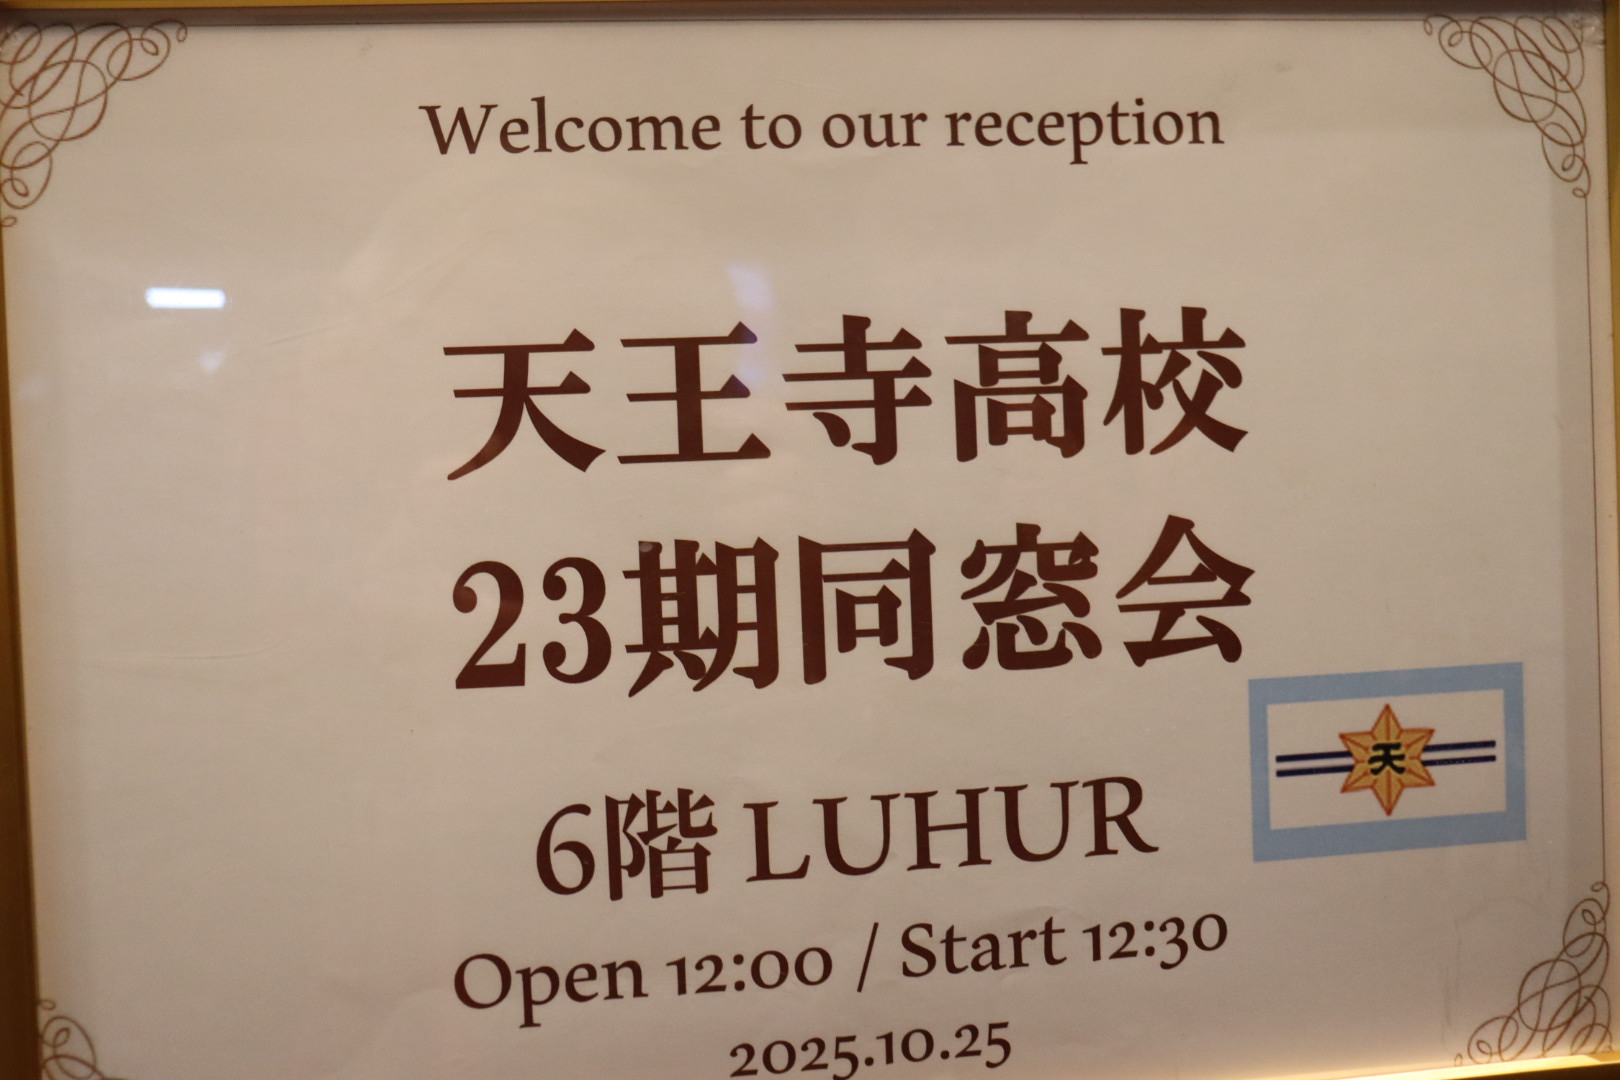 Welcome to our reception
天王寺高校
23期同窓会
天
6階 LUHUR
Open 12:00 / Start 12:30
2025.10.25